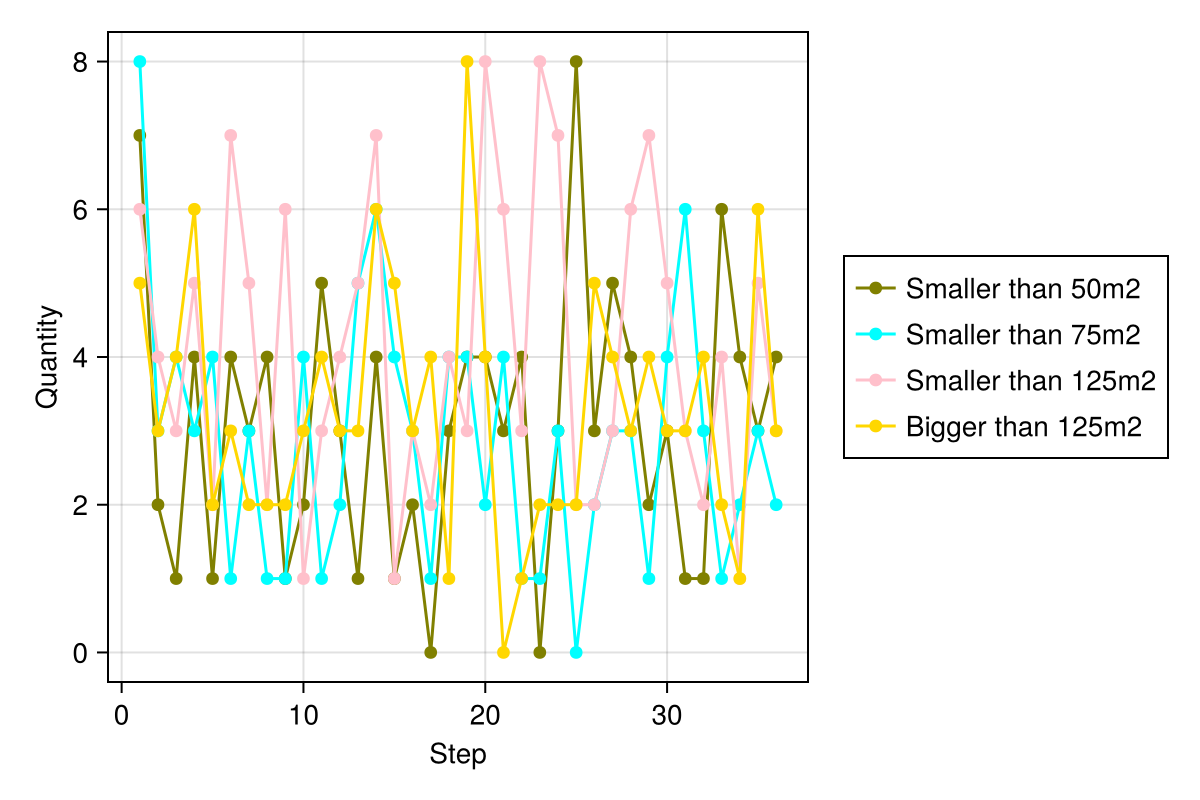 8
6
4
2
0
Quantity
0 10 20 30
Step
Smaller than 50m2
Smaller than 75m2
Smaller than 125m2
Bigger than 125m2